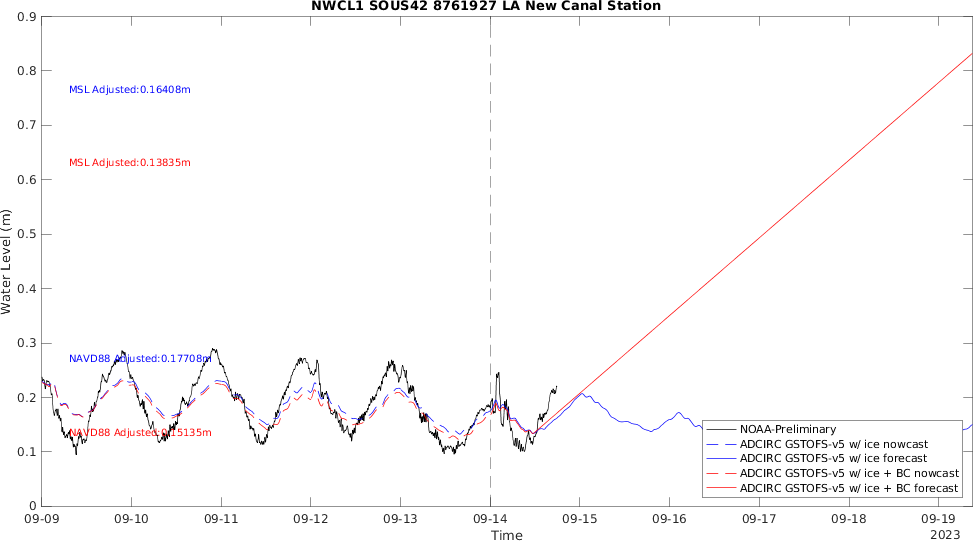 NWCL1 SOUS42 8761927 LA New Canal Station
0.9
0.8
0.7
0.6
0.5
0.4
0.3
0.2
0.1
0
Water Level (m)
MSL Adjusted:0.16408m
MSL Adjusted:0.13835m
NAVD88 Adjusted:0.17708m
NAVD88 Adjusted:0.15135m
NOAA-Preliminary
ADCIRC GSTOFS-v5 w/ ice nowcast
ADCIRC GSTOFS-v5 w/ ice forecast
ADCIRC GSTOFS-v5 w/ ice + BC nowcast
ADCIRC GSTOFS-v5 w/ ice + BC forecast
09-09 09-10 09-11 09-12 09-13 09-14 09-15 09-16 09-17 09-18 09-19
2023
Time